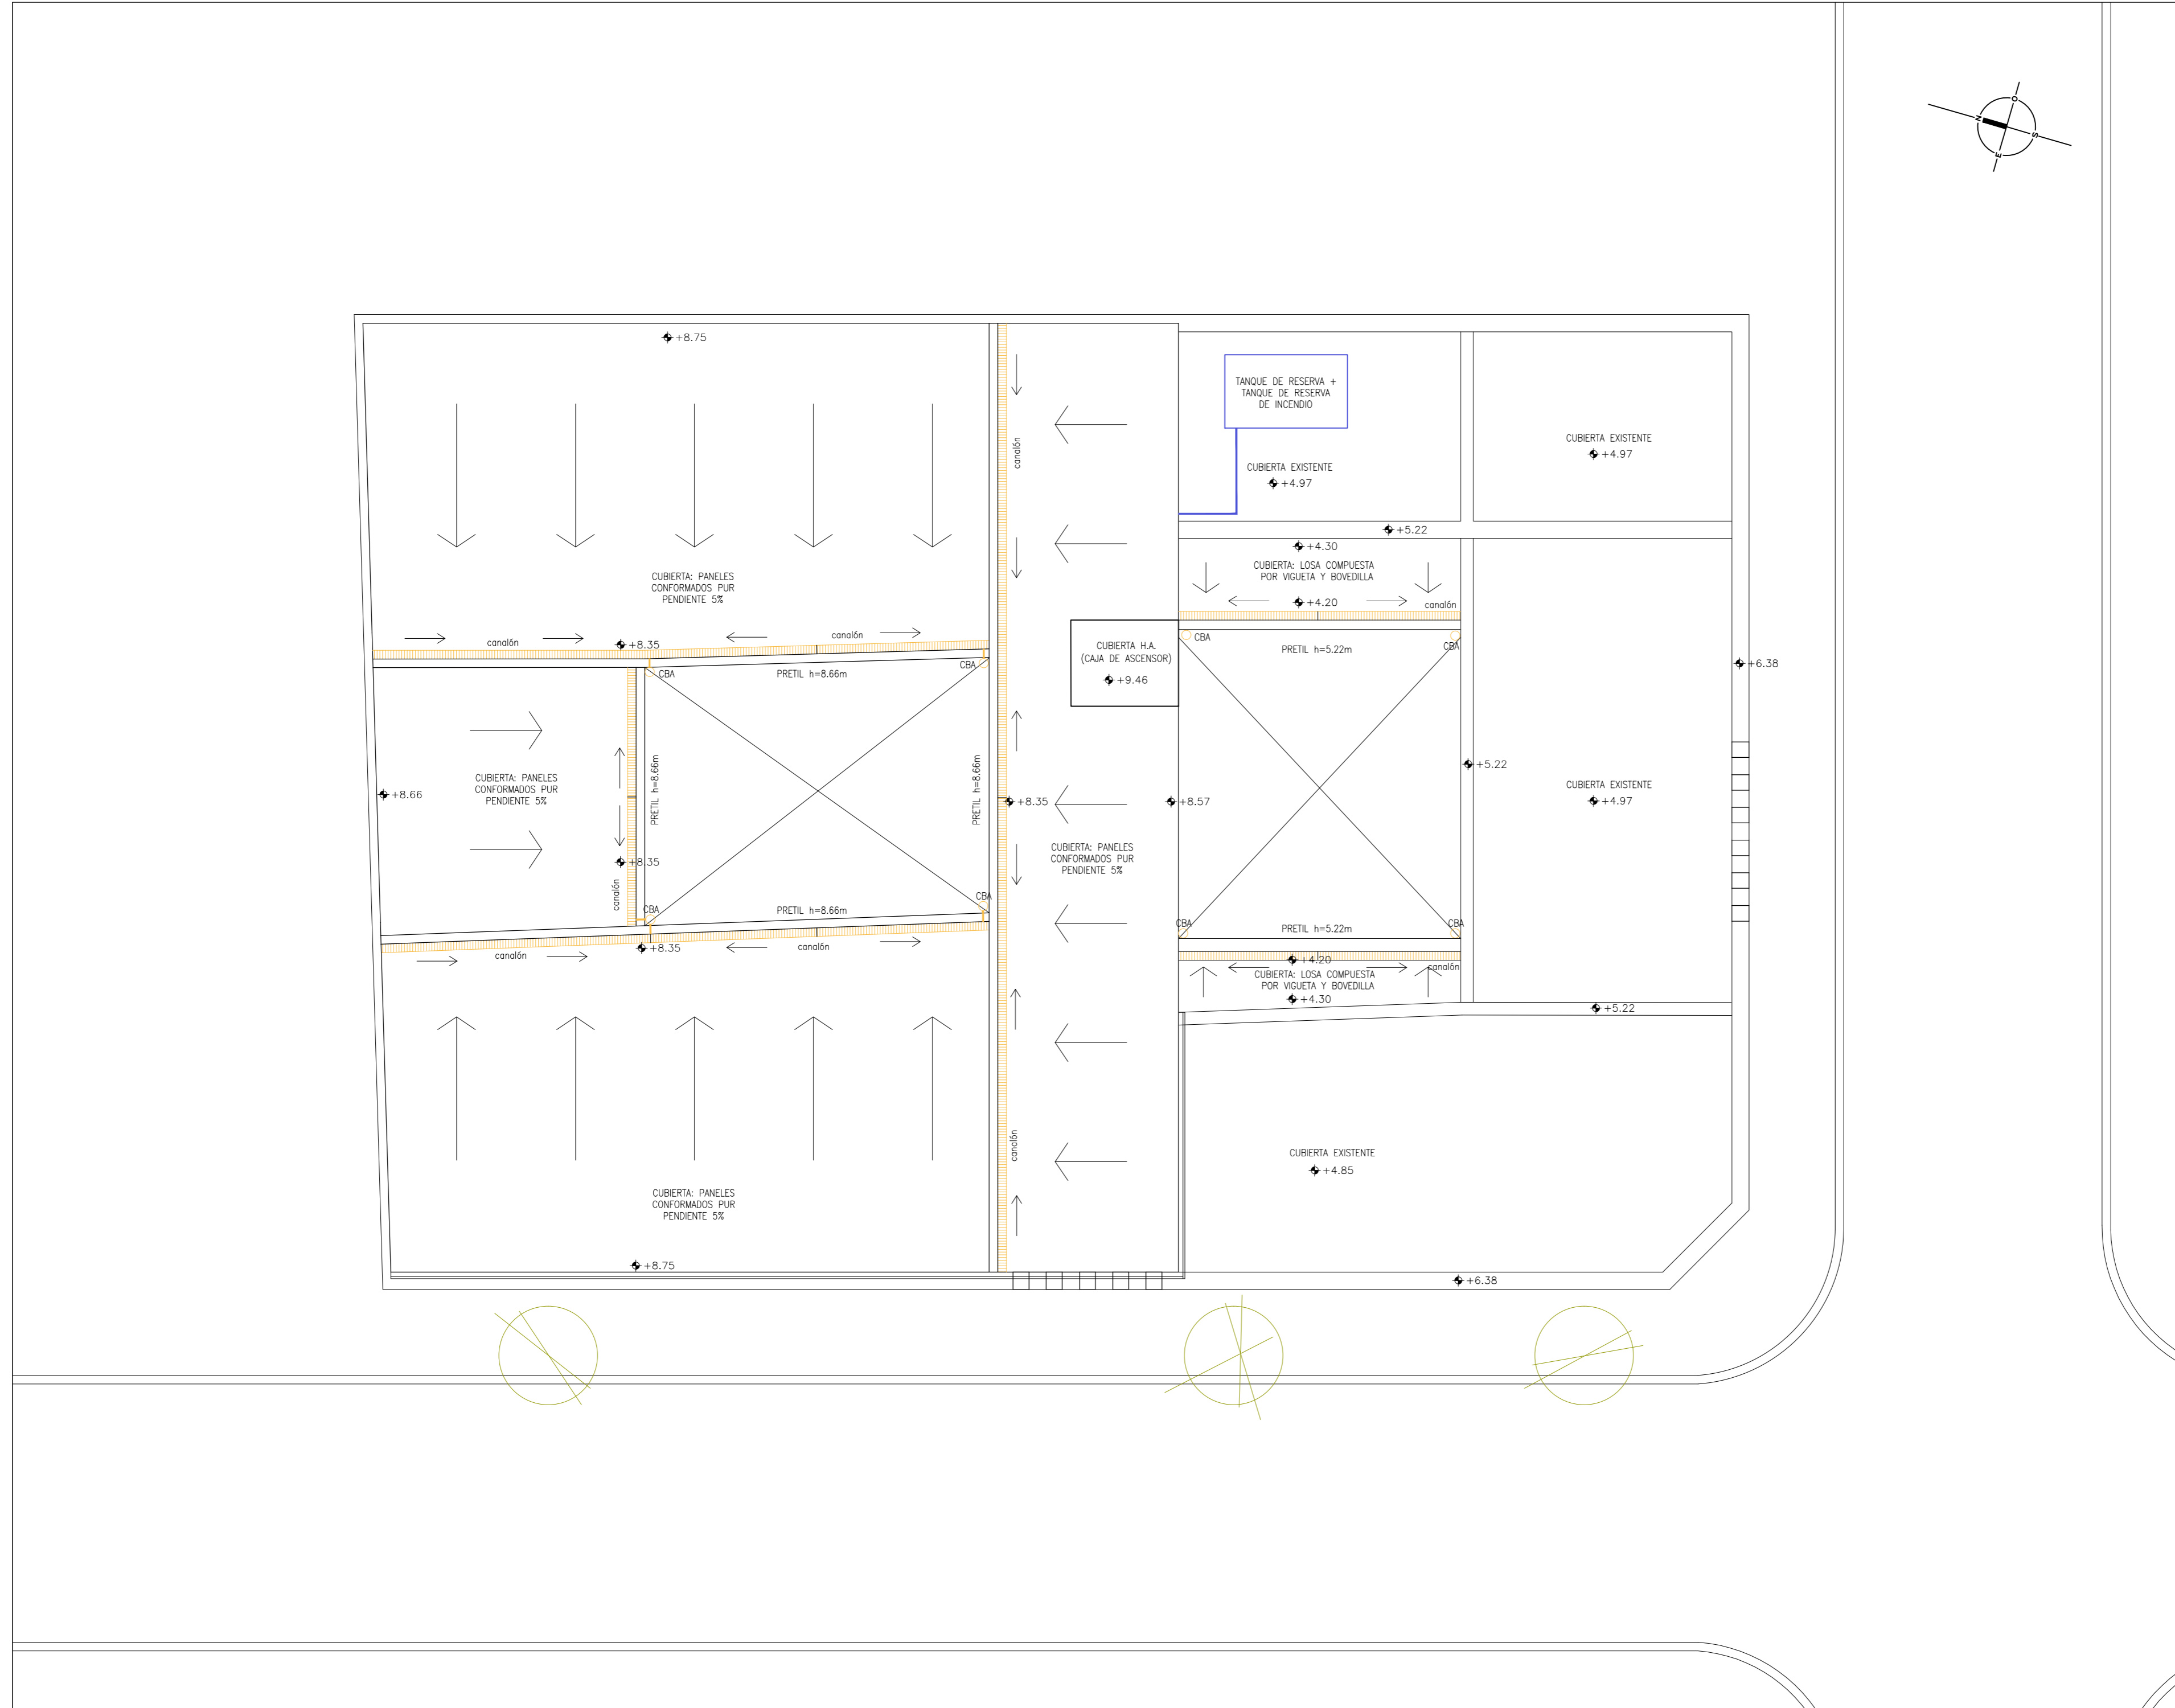 O
N
S
E
+8.75
TANQUE DE RESERVA +
TANQUE DE RESERVA
DE INCENDIO
canalón
CUBIERTA EXISTENTE
+4.97
CUBIERTA EXISTENTE
+4.97
+5.22
+4.30
CUBIERTA: LOSA COMPUESTA
POR VIGUETA Y BOVEDILLA
+4.20
canalón
CUBIERTA: PANELES
CONFORMADOS PUR
PENDIENTE 5%
canalón
+8.35
canalón
CBA
PRETIL h=8.66m
CBA
CUBIERTA H.A.
(CAJA DE ASCENSOR)
+9.46
CBA
PRETIL h=5.22m
CBA
+6.38
CUBIERTA: PANELES
CONFORMADOS PUR
PENDIENTE 5%
+8.66
PRETIL h=8.66m
PRETIL h=8.66m
+8.35
+8.57
+5.22
CUBIERTA EXISTENTE
+4.97
+8.35
canalón
CUBIERTA: PANELES
CONFORMADOS PUR
PENDIENTE 5%
CBA
PRETIL h=8.66m
CBA
CBA
PRETIL h=5.22m
CBA
canalón
+8.35
canalón
+4.20
canalón
CUBIERTA: LOSA COMPUESTA
POR VIGUETA Y BOVEDILLA
+4.30
+5.22
canalón
CUBIERTA EXISTENTE
+4.85
CUBIERTA: PANELES
CONFORMADOS PUR
PENDIENTE 5%
+8.75
+6.38